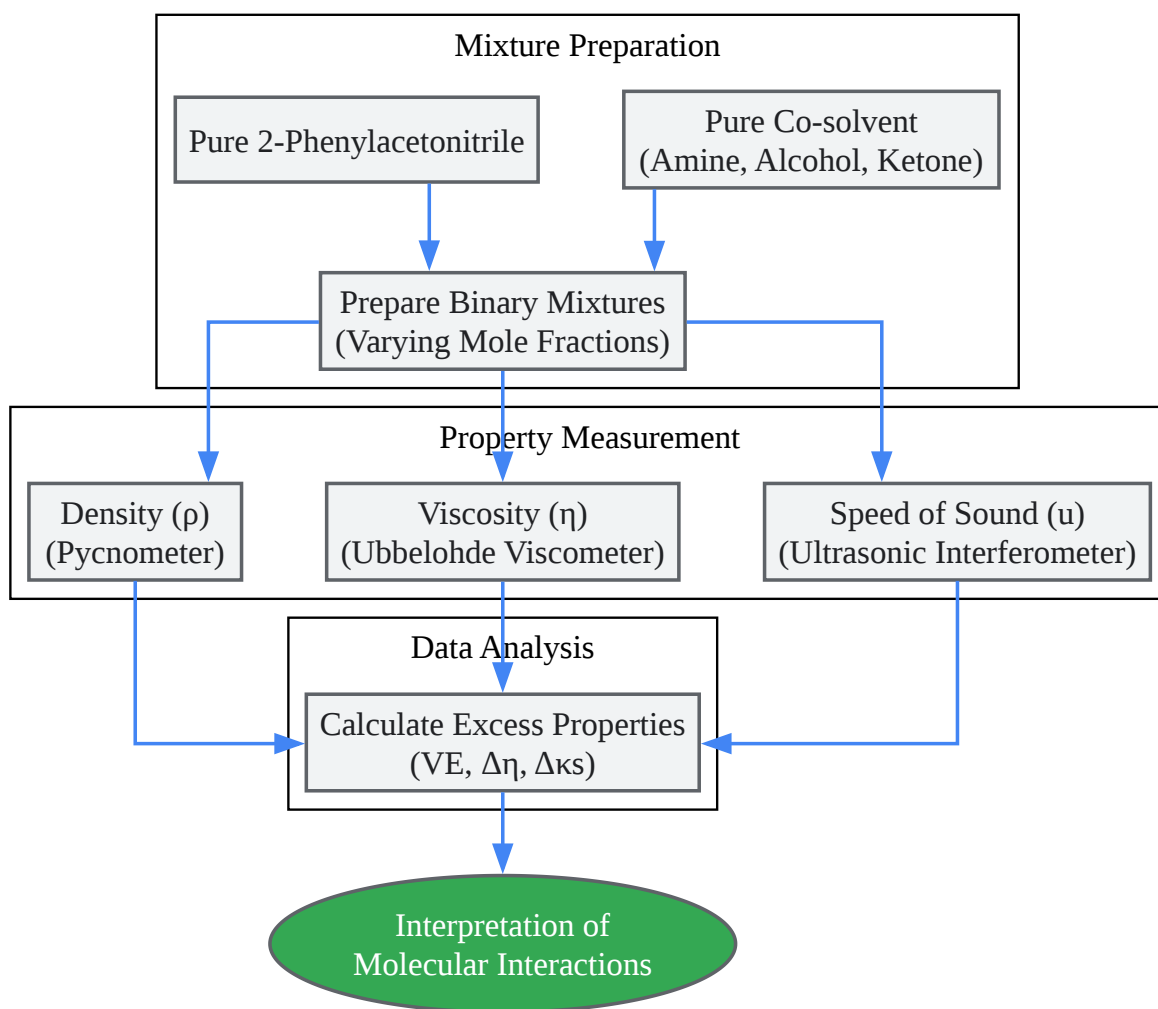 Mixture Preparation
Pure 2-Phenylacetonitrile
Pure Co-solvent
(Amine, Alcohol, Ketone)
Prepare Binary Mixtures
(Varying Mole Fractions)
Property Measurement
Density (ρ)
(Pycnometer)
Viscosity (η)
(Ubbelohde Viscometer)
Speed of Sound (u)
(Ultrasonic Interferometer)
Data Analysis
Calculate Excess Properties
(VE, Δη, Δκs)
Interpretation of
Molecular Interactions